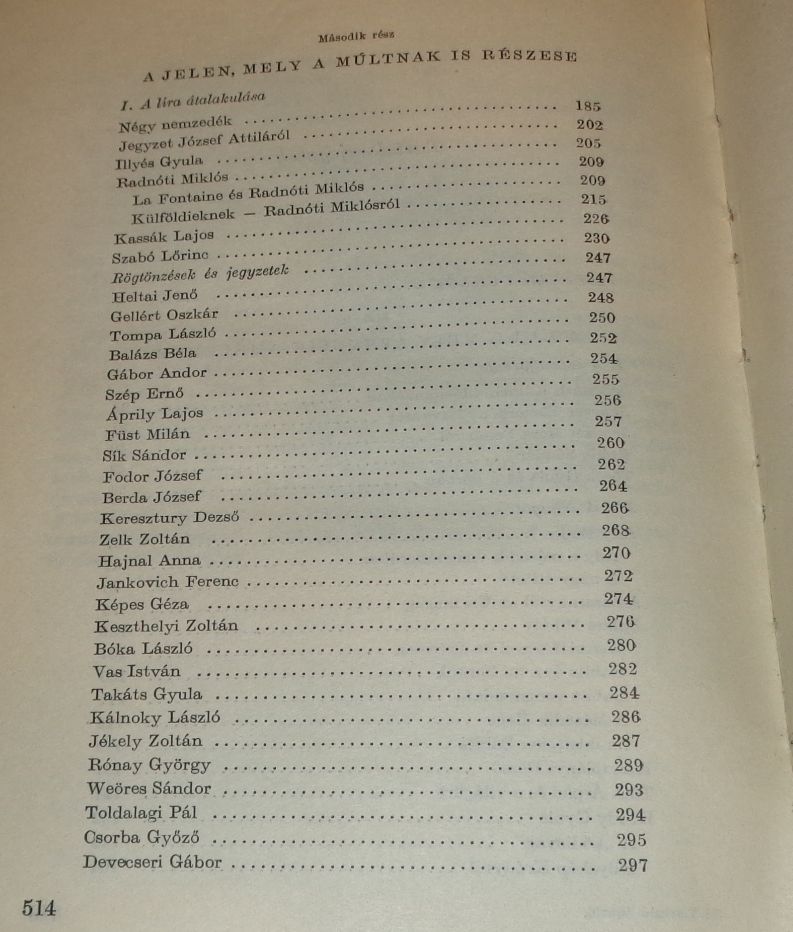 Második rész
A JELEN, MELY A MÚLTNAK IS RÉSZESE
I. A líra átalakulása
Négy nemzedék 185
Jegyzet József Attiláról 202
Illyés Gyula 205
Radnóti Miklós 209
La Fontaine és Radnóti Miklós 209
Külföldieknek — Radnóti Miklósról 215
Kassák Lajos 226
Szabó Lőrinc 230
Rögtönzések és jegyzetek 247
Heltai Jenő 247
Gellért Oszkár 248
Tompa László 250
Balázs Béla 252
Gábor Andor 254
Szép Ernő 255
Áprily Lajos 256
Füst Milán 257
Sík Sándor 260
Fodor József 262
Berda József 264
Keresztury Dezső 266
Zelk Zoltán 268
Hajnal Anna 270
Jankovich Ferenc 272
Képes Géza 274
Keszthelyi Zoltán 276
Bóka László 280
Vas István 282
Takáts Gyula 284
Kálnoky László 286
Jékely Zoltán 287
Rónay György 289
Weöres Sándor 293
Toldalagi Pál 294
Csorba Győző 295
Devecseri Gábor 297
514